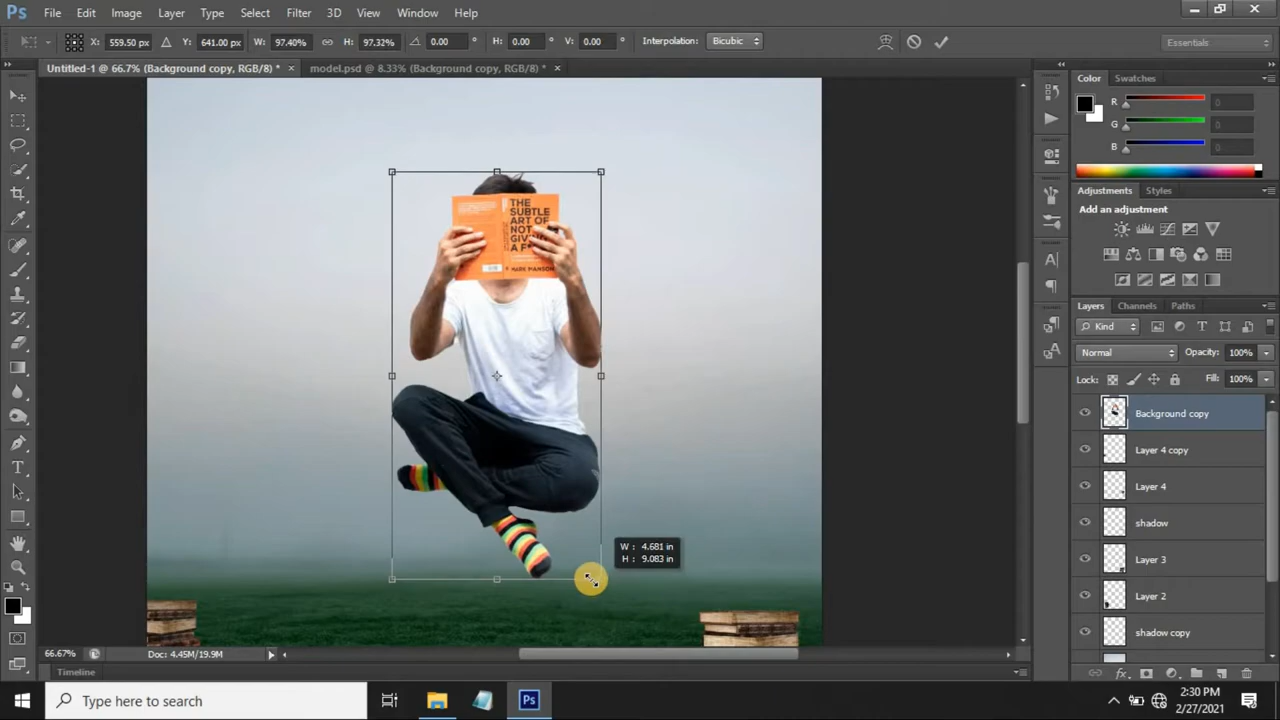 Ps File Edit Image Layer Type Select Filter 3D View Window Help
X: 559.50 px Y: 641.00 px W: 97.40% H: 97.32% 0.00 ° H: 0.00 ° V: 0.00 ° Interpolation: Bicubic Essentials
Untitled-1 @ 66.7% (Background copy, RGB/8) * × model.psd @ 8.33% (Background copy, RGB/8) * ×
Color Swatches
R 0
G 0
B 0
Adjustments Styles
Add an adjustment
THE
SUBTLE
ART OF
NOT
GIVIN
A F*
MARK MANSON
Layers Channels Paths
Kind
Normal Opacity: 100%
Lock: Fill: 100%
Background copy
Layer 4 copy
Layer 4
shadow
Layer 3
Layer 2
shadow copy
W : 4.681 in
H : 9.083 in
66.67% Doc: 4.45M/19.9M
Timeline
Type here to search
Ps
2:30 PM
2/27/2021